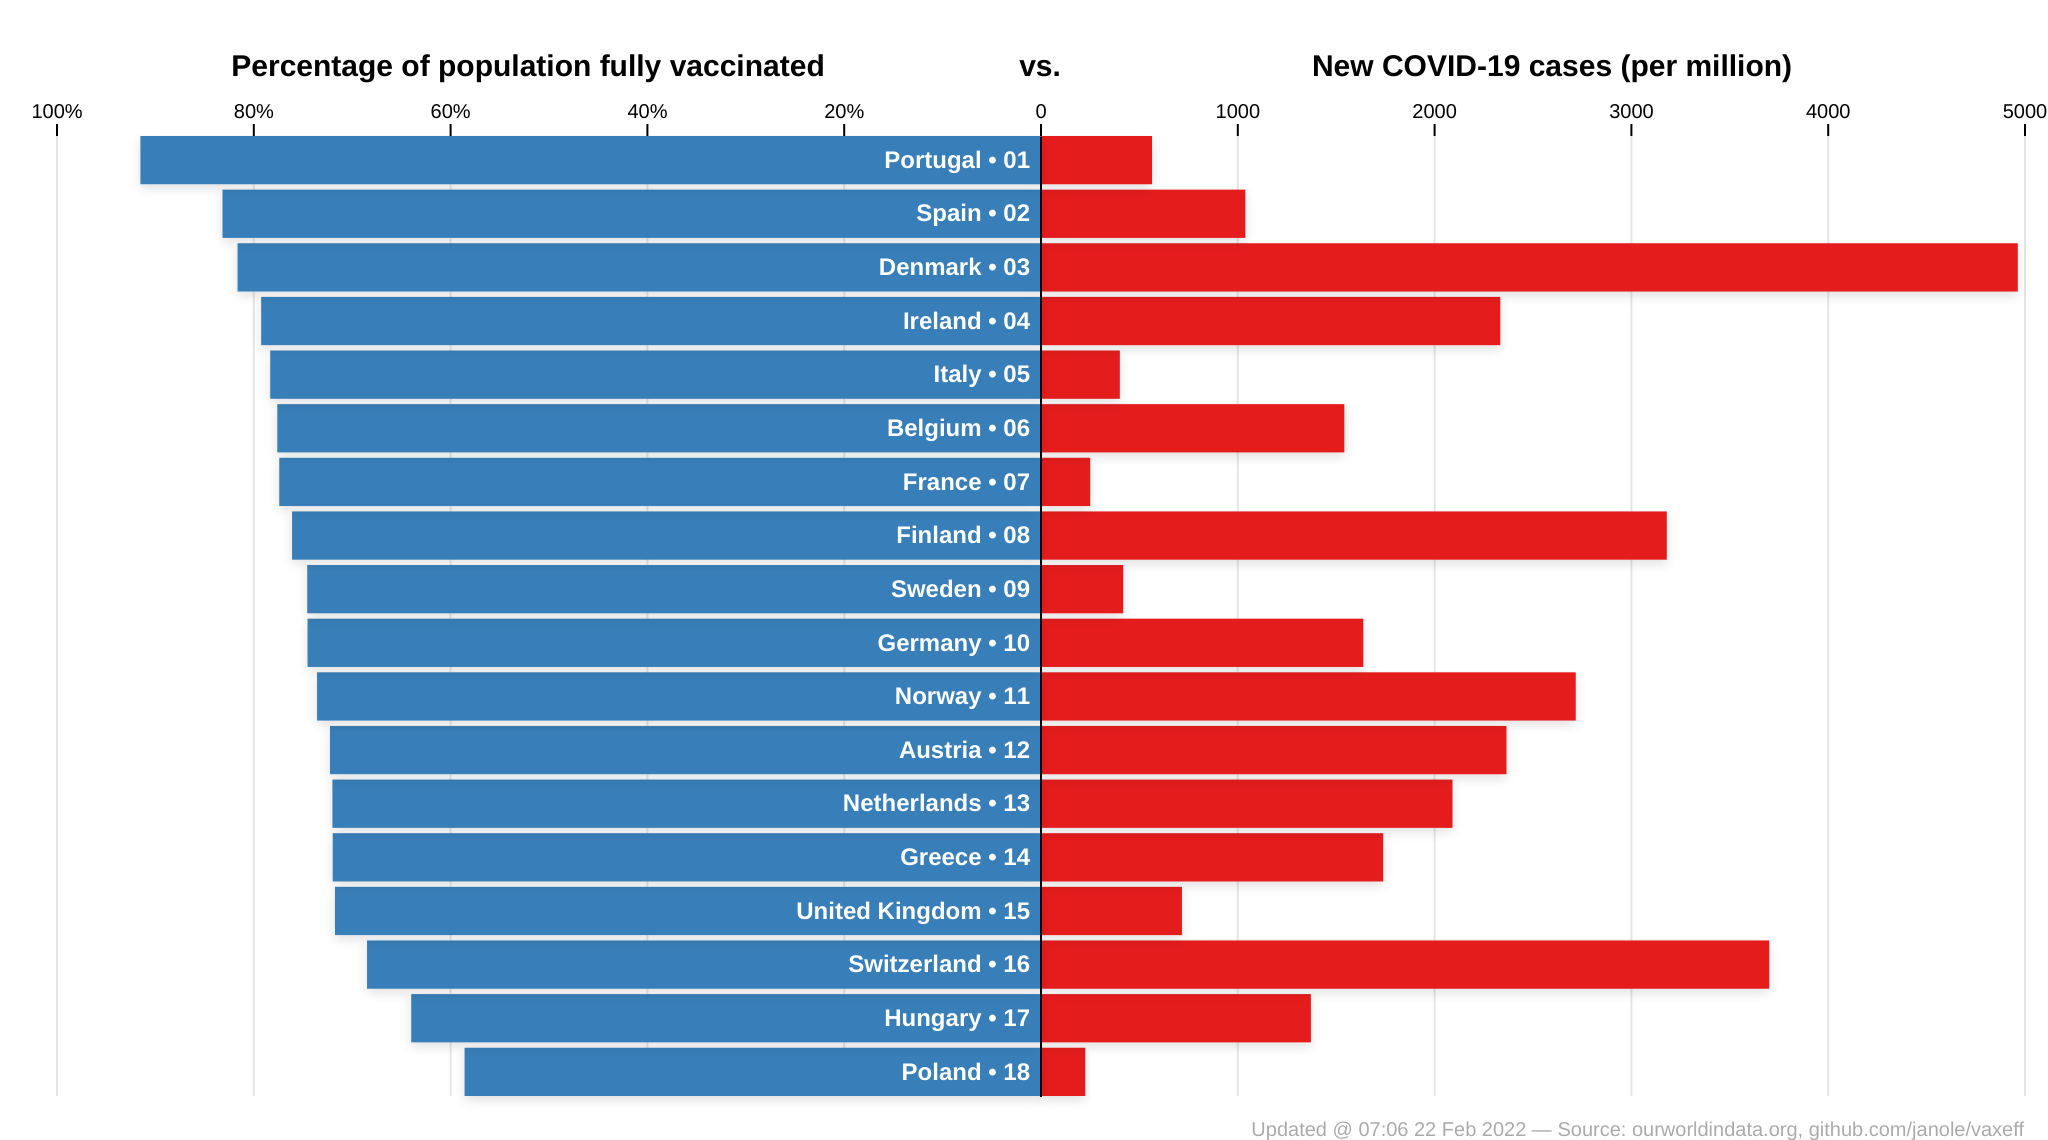 Percentage of population fully vaccinated vs. New COVID-19 cases (per million)
100% 80% 60% 40% 20% 0 1000 2000 3000 4000 5000
Portugal • 01
Spain • 02
Denmark • 03
Ireland • 04
Italy • 05
Belgium • 06
France • 07
Finland • 08
Sweden • 09
Germany • 10
Norway • 11
Austria • 12
Netherlands • 13
Greece • 14
United Kingdom • 15
Switzerland • 16
Hungary • 17
Poland • 18
Updated @ 07:06 22 Feb 2022 — Source: ourworldindata.org, github.com/janole/vaxeff